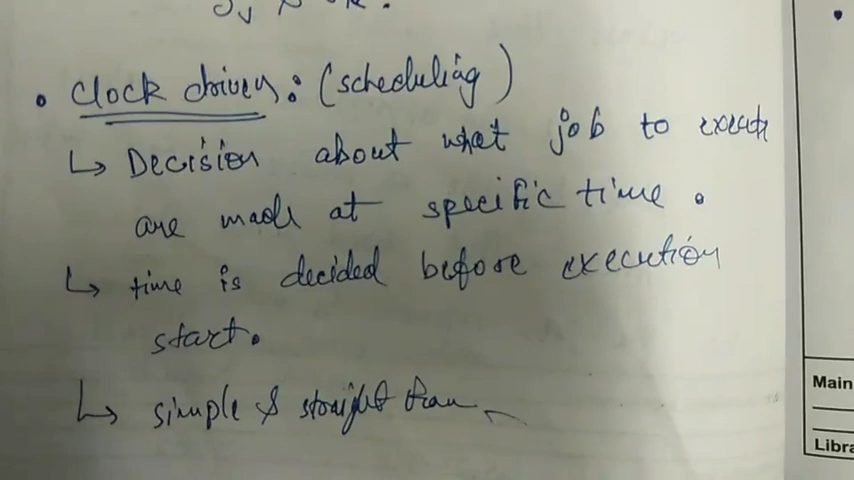 • Clock driven : (scheduling)
↳ Decision about what job to execute
are made at specific time .
↳ time is decided before execution
start.
↳ simple & straight
Main
Libra